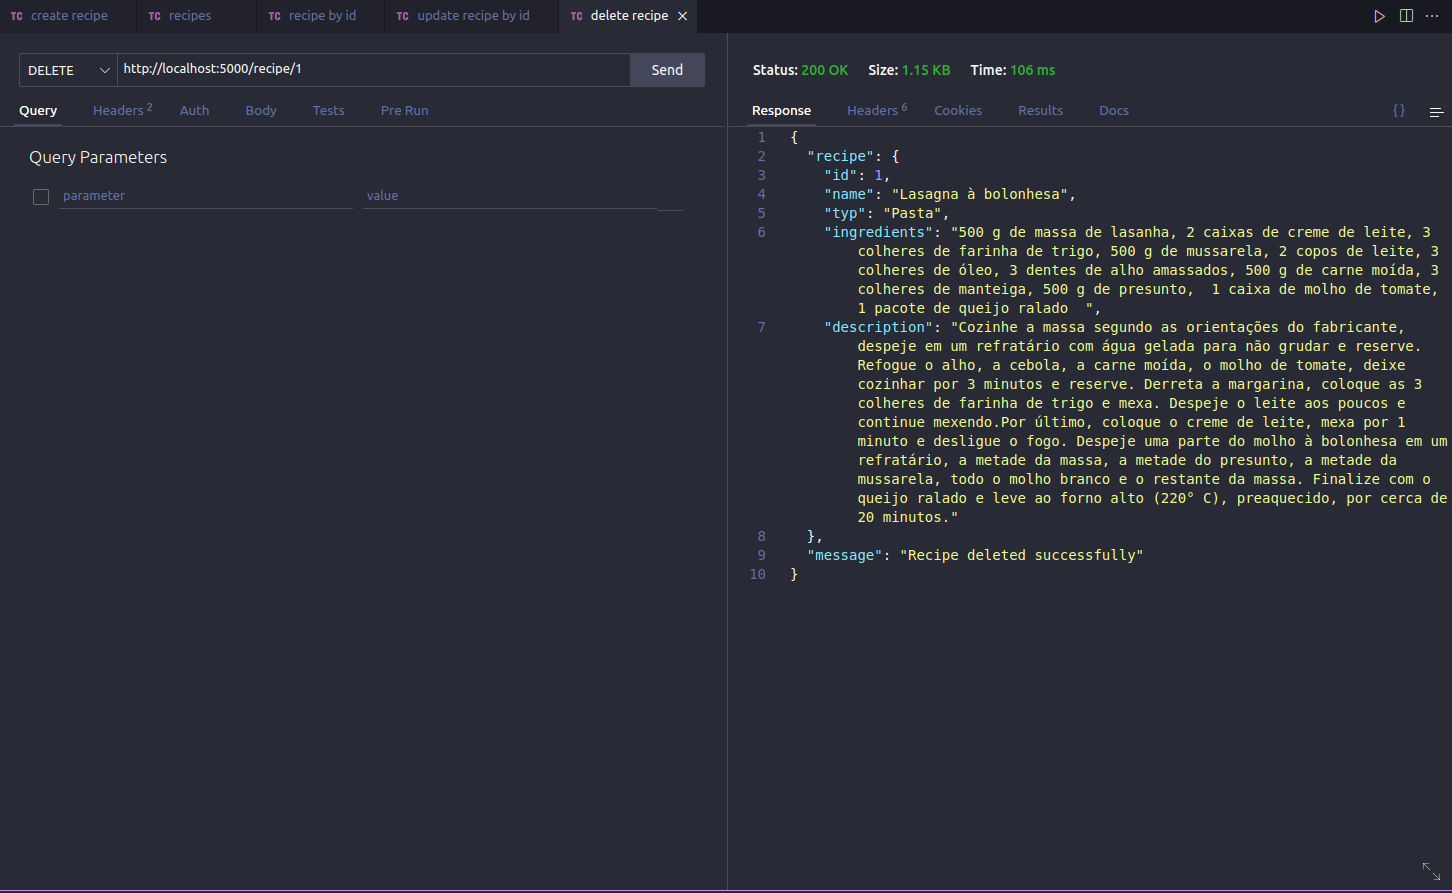 TC create recipe TC recipes TC recipe by id TC update recipe by id TC delete recipe
DELETE http://localhost:5000/recipe/1 Send
Query Headers 2 Auth Body Tests Pre Run
Query Parameters
parameter value
Status: 200 OK Size: 1.15 KB Time: 106 ms
Response Headers 6 Cookies Results Docs {}
1 {
2 "recipe": {
3 "id": 1,
4 "name": "Lasagna à bolonhesa",
5 "typ": "Pasta",
6 "ingredients": "500 g de massa de lasanha, 2 caixas de creme de leite, 3
colheres de farinha de trigo, 500 g de mussarela, 2 copos de leite, 3
colheres de óleo, 3 dentes de alho amassados, 500 g de carne moída, 3
colheres de manteiga, 500 g de presunto,  1 caixa de molho de tomate,
1 pacote de queijo ralado  ",
7 "description": "Cozinhe a massa segundo as orientações do fabricante,
despeje em um refratário com água gelada para não grudar e reserve.
Refogue o alho, a cebola, a carne moída, o molho de tomate, deixe
cozinhar por 3 minutos e reserve. Derreta a margarina, coloque as 3
colheres de farinha de trigo e mexa. Despeje o leite aos poucos e
continue mexendo.Por último, coloque o creme de leite, mexa por 1
minuto e desligue o fogo. Despeje uma parte do molho à bolonhesa em um
refratário, a metade da massa, a metade do presunto, a metade da
mussarela, todo o molho branco e o restante da massa. Finalize com o
queijo ralado e leve ao forno alto (220° C), preaquecido, por cerca de
20 minutos."
8 },
9 "message": "Recipe deleted successfully"
10 }